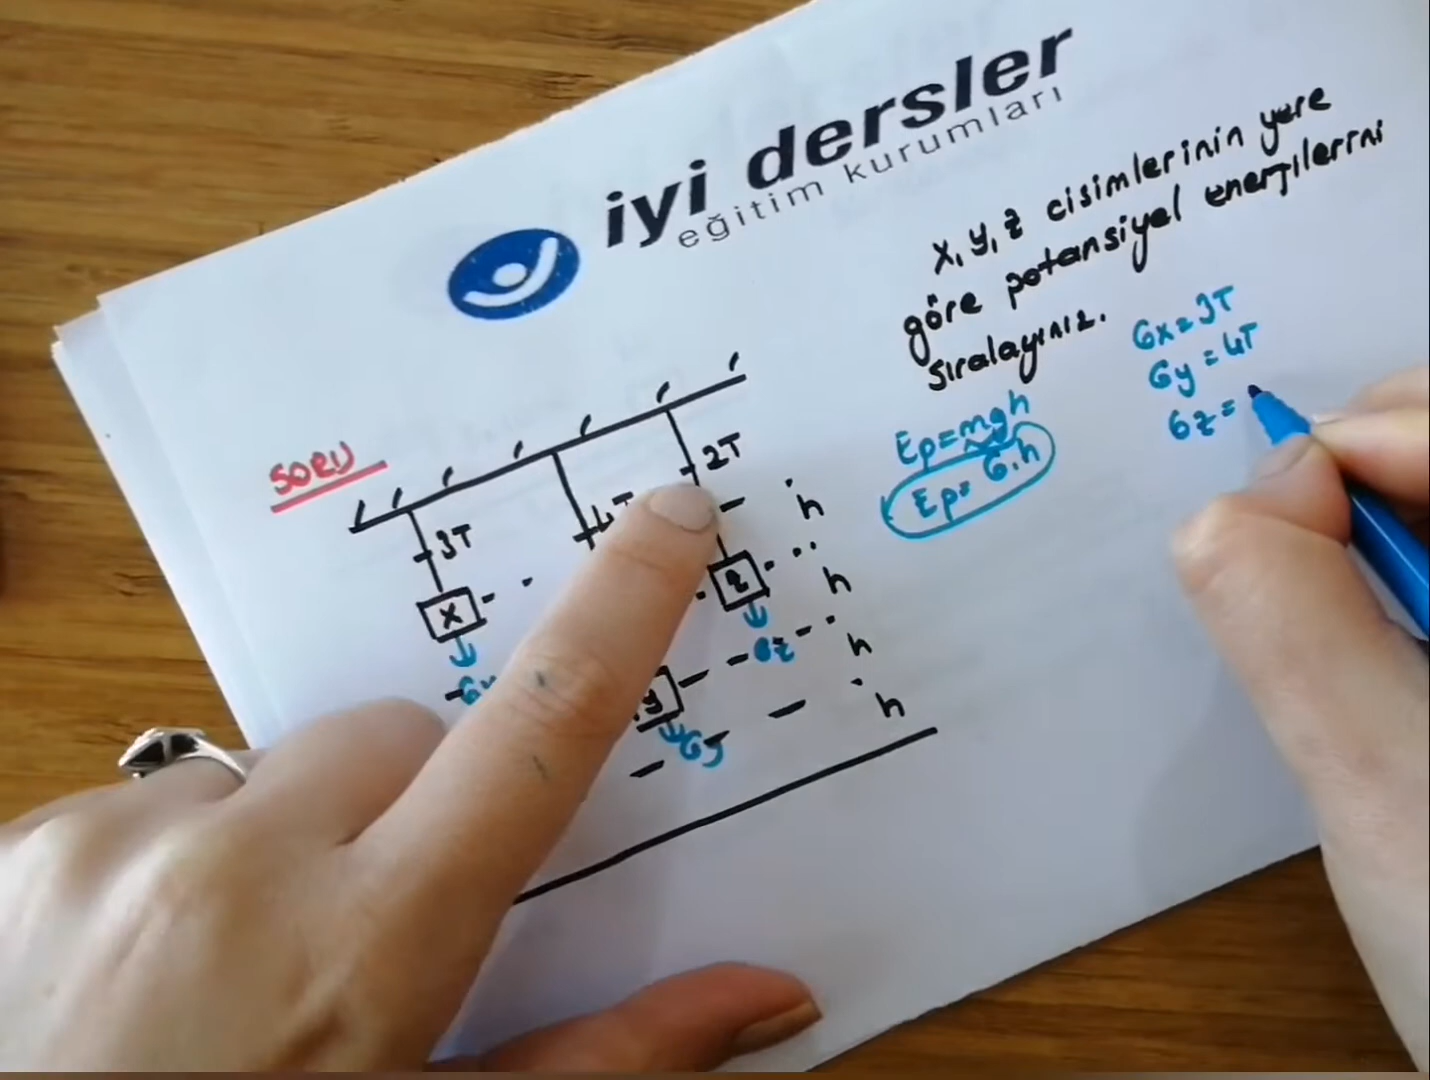 iyi dersler
eğitim kurumları
x, y, z cisimlerinin yere
göre potansiyel enerjilerini
sıralayınız.
SORU
Ep=mgh
Ep=G.h
Gx=3T
Gy=4T
Gz=
3T
4T
2T
x
y
z
Gy
Gz
h
h
h
h